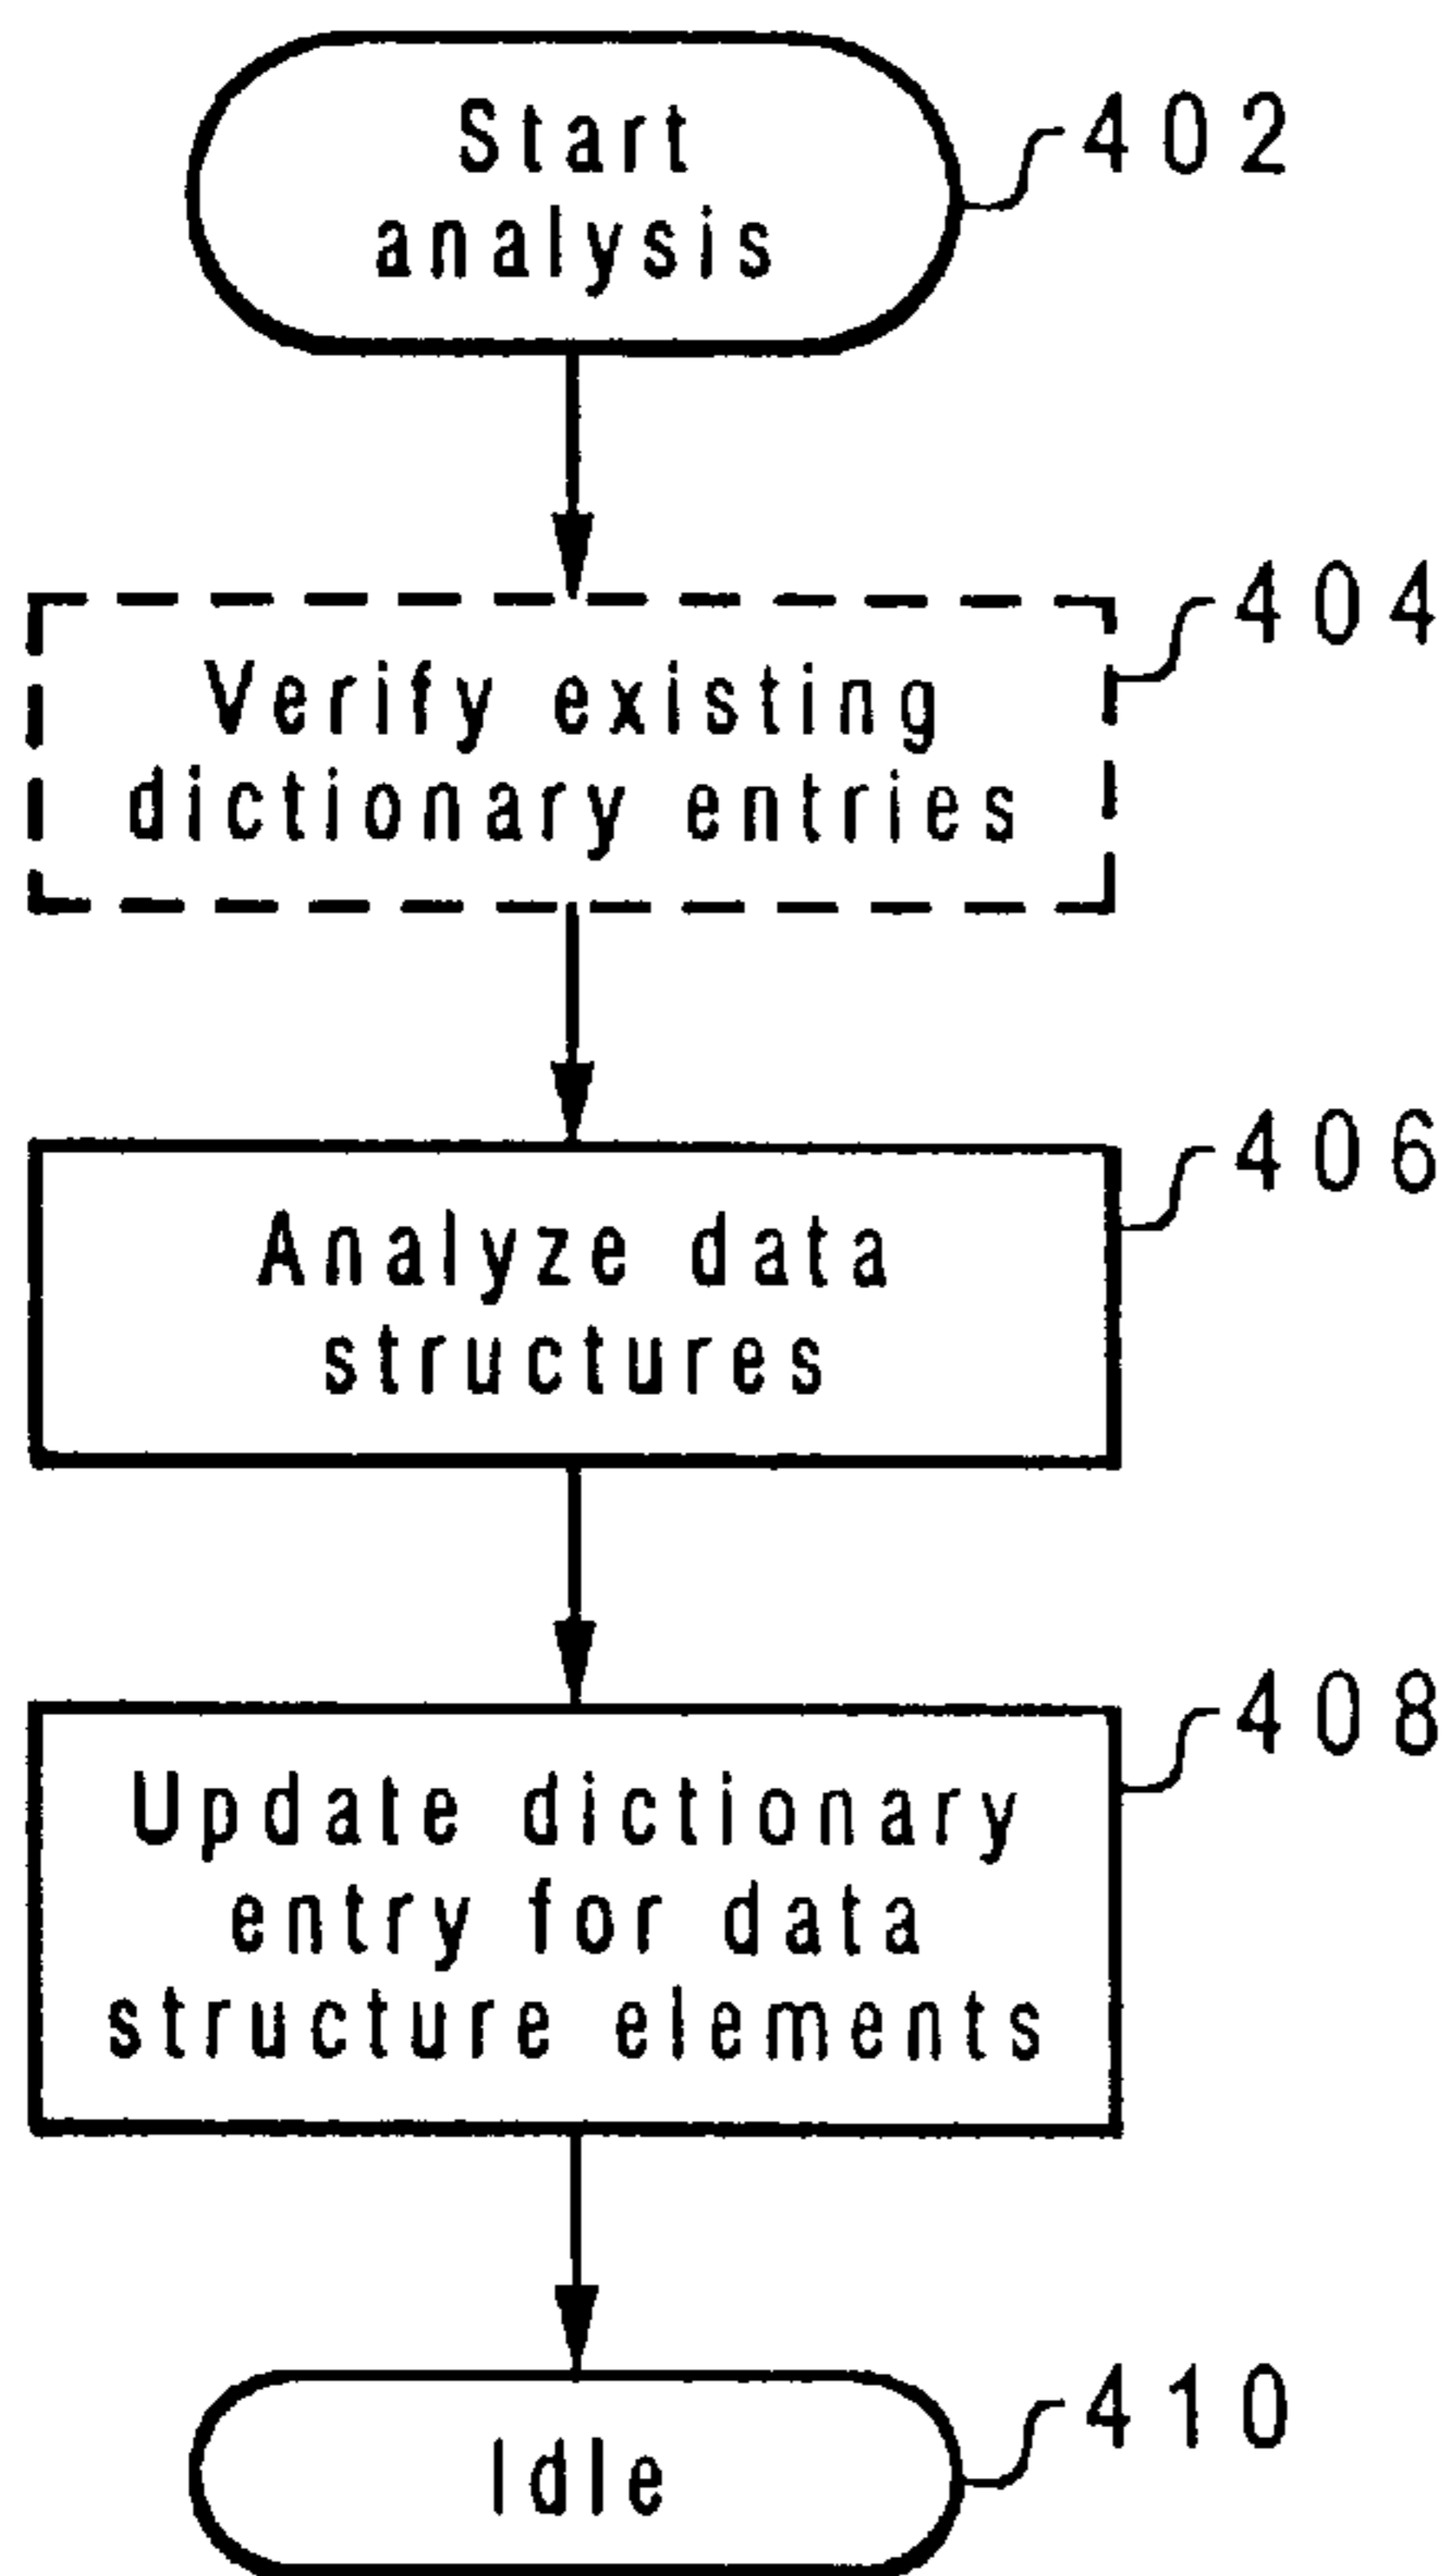 Start
analysis
402
Verify existing
dictionary entries
404
Analyze data
structures
406
Update dictionary
entry for data
structure elements
408
Idle
410